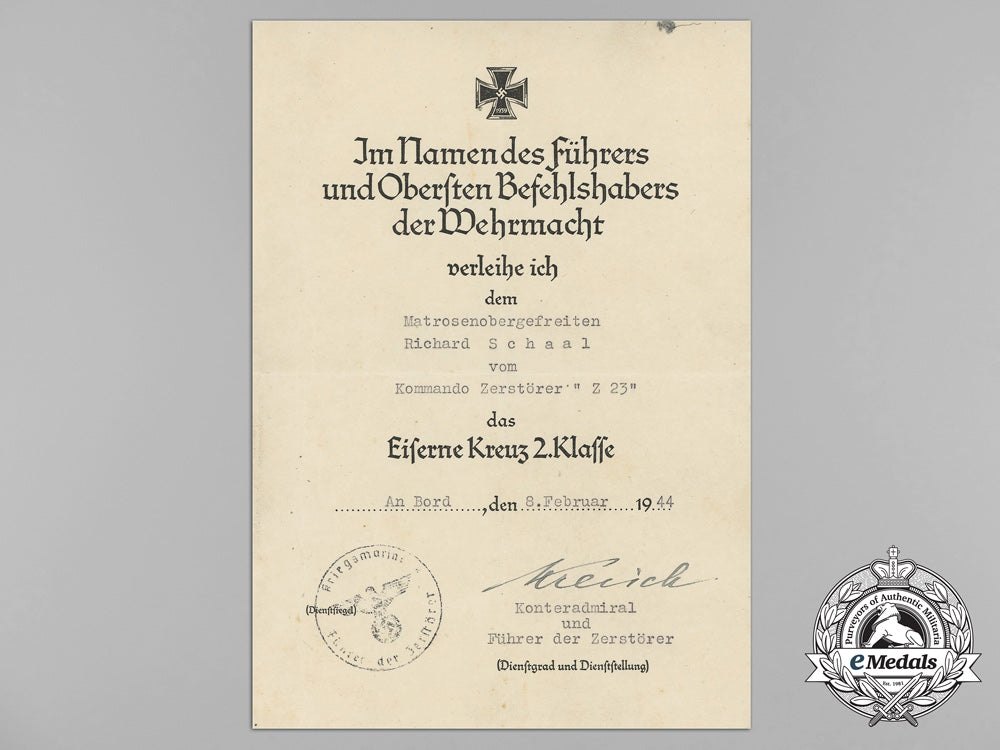 1939
Im Namen des Führers
und Obersten Befehlshabers
der Wehrmacht
verleihe ich
dem
Matrosenobergefreiten
Richard S c h a a l
vom
Kommando Zerstörer " Z 23"
das
Eiserne Kreuz 2. Klasse
An Bord, den 8.Februar 1944
Kriegsmarine
(Dienstsiegel)
Führer der Zerstörer
Konteradmiral
und
Führer der Zerstörer
(Dienstgrad und Dienststellung)
Purveyors of Authentic Militaria
eMedals
Est. 1981